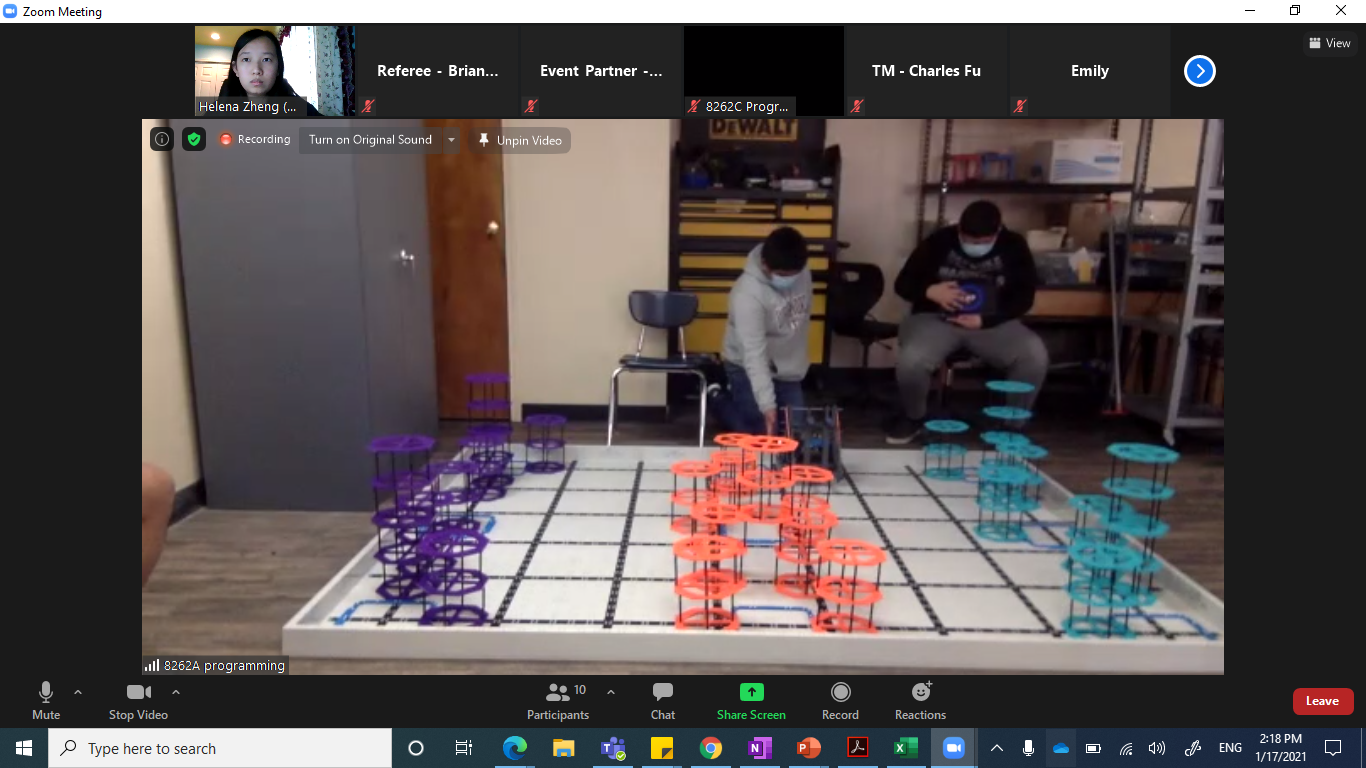 Zoom Meeting
Helena Zheng (...
Referee - Brian...
Event Partner -...
8262C Progr...
TM - Charles Fu
Emily
View
Recording
Turn on Original Sound
Unpin Video
DEWALT
8262A programming
Mute
Stop Video
Participants
10
Chat
Share Screen
Record
Reactions
Leave
Type here to search
ENG
2:18 PM
1/17/2021